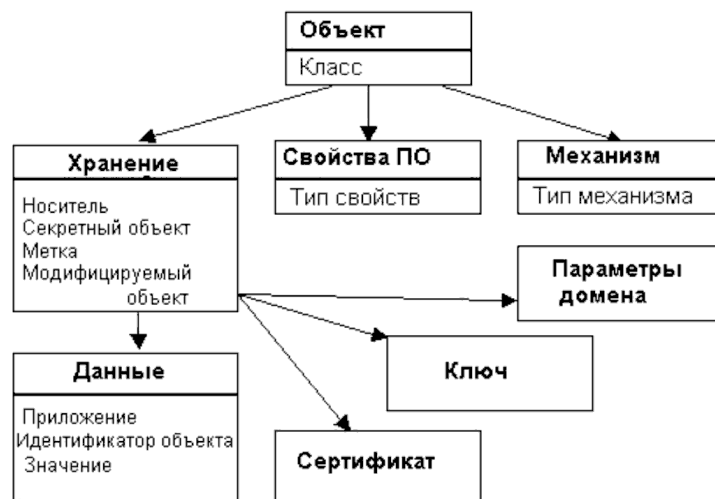 Объект
Класс
Хранение
Носитель
Секретный объект
Метка
Модифицируемый
объект
Свойства ПО
Тип свойств
Механизм
Тип механизма
Параметры
домена
Ключ
Данные
Приложение
Идентификатор объекта
Значение
Сертификат